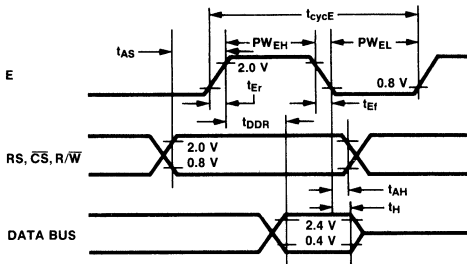 tcycE
tAS
PWEH
PWEL
E
2.0 V
0.8 V
tEr
tEf
tDDR
RS, C̅S̅, R/W̅
2.0 V
0.8 V
tAH
tH
DATA BUS
2.4 V
0.4 V